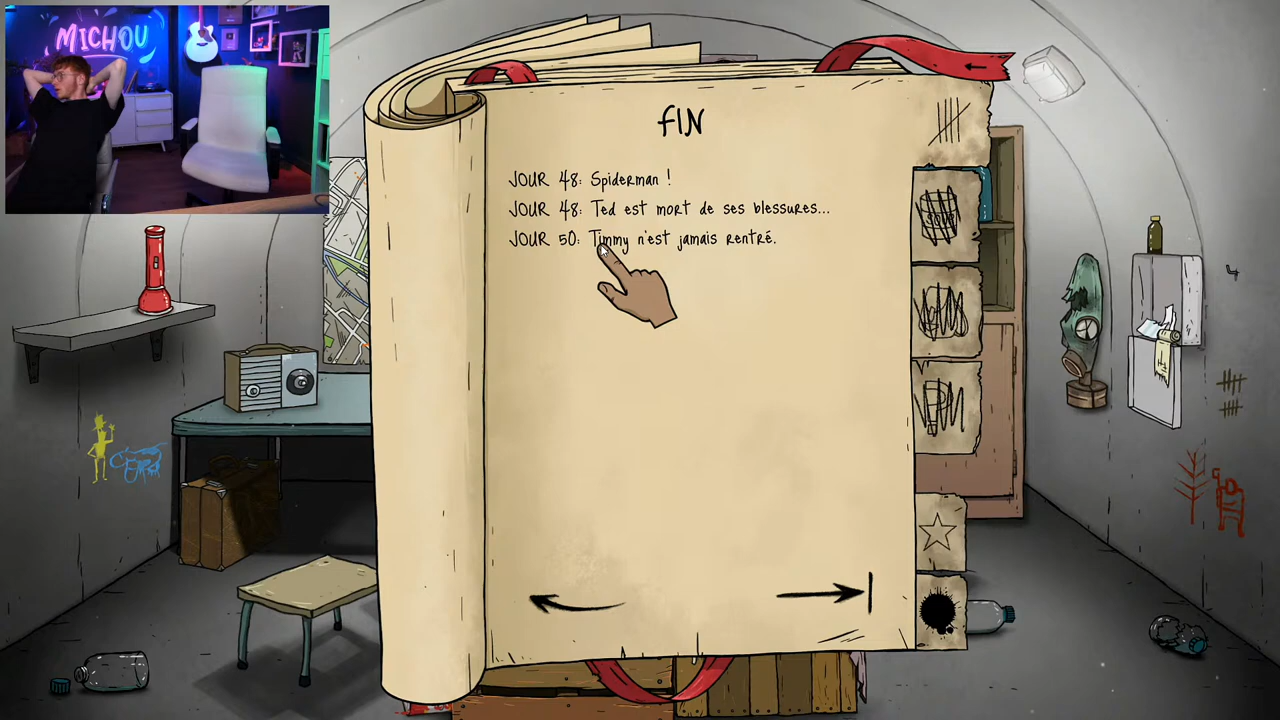 MICHOU
FIN
JOUR 48: Spiderman !
JOUR 48: Ted est mort de ses blessures...
JOUR 50: Timmy n'est jamais rentré.